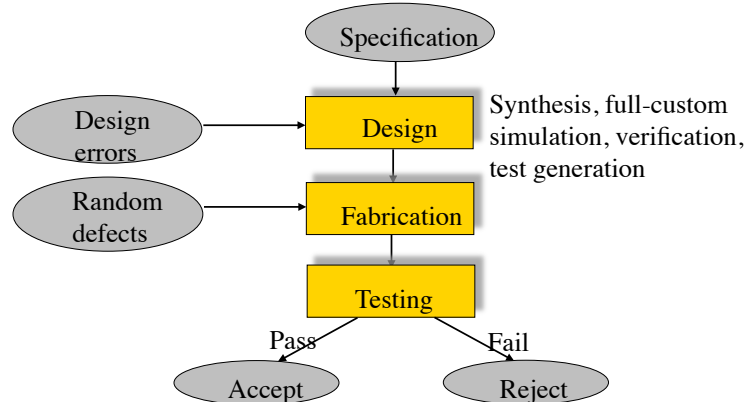 Specification
Design
errors
Design
Synthesis, full-custom
simulation, verification,
test generation
Random
defects
Fabrication
Testing
Pass
Fail
Accept
Reject